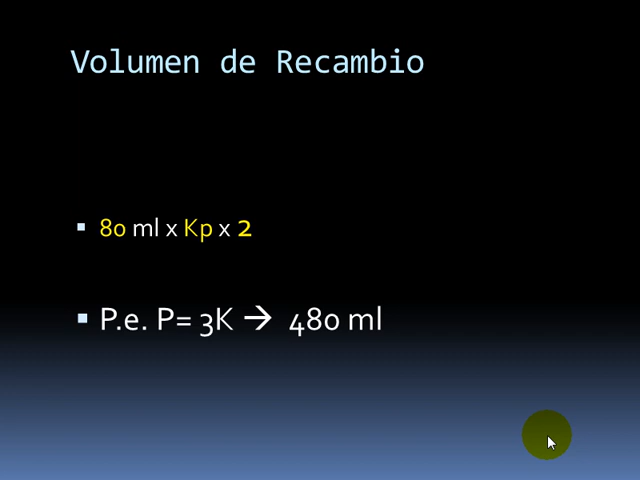 Volumen de Recambio
▪ 80 ml x Kp x 2
▪ P.e. P= 3K → 480 ml